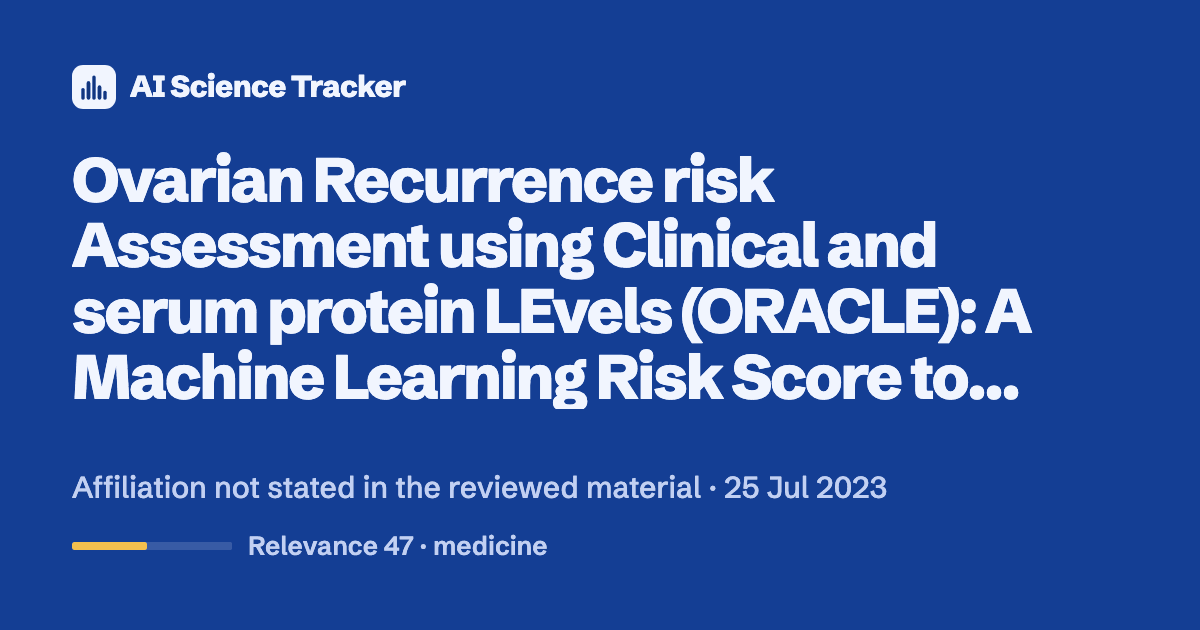 AI Science Tracker
Ovarian Recurrence risk
Assessment using Clinical and
serum protein LEvels (ORACLE): A
Machine Learning Risk Score to...
Affiliation not stated in the reviewed material · 25 Jul 2023
Relevance 47 · medicine